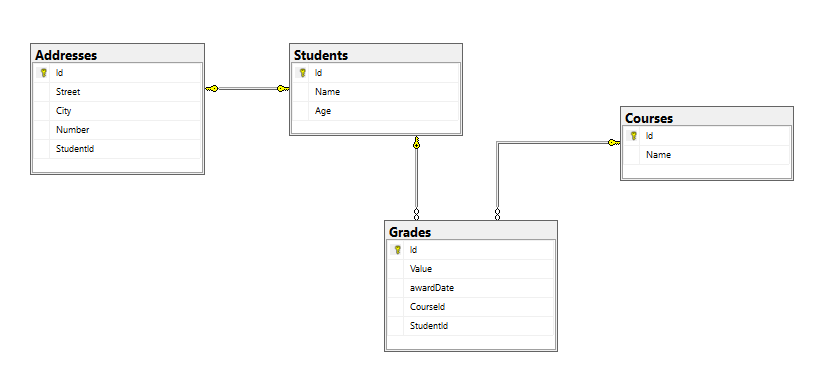 Addresses
Id
Street
City
Number
StudentId
Students
Id
Name
Age
Courses
Id
Name
Grades
Id
Value
awardDate
CourseId
StudentId